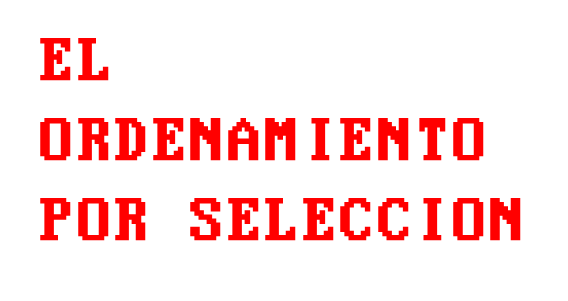 EL
ORDENAMIENTO
POR SELECCION